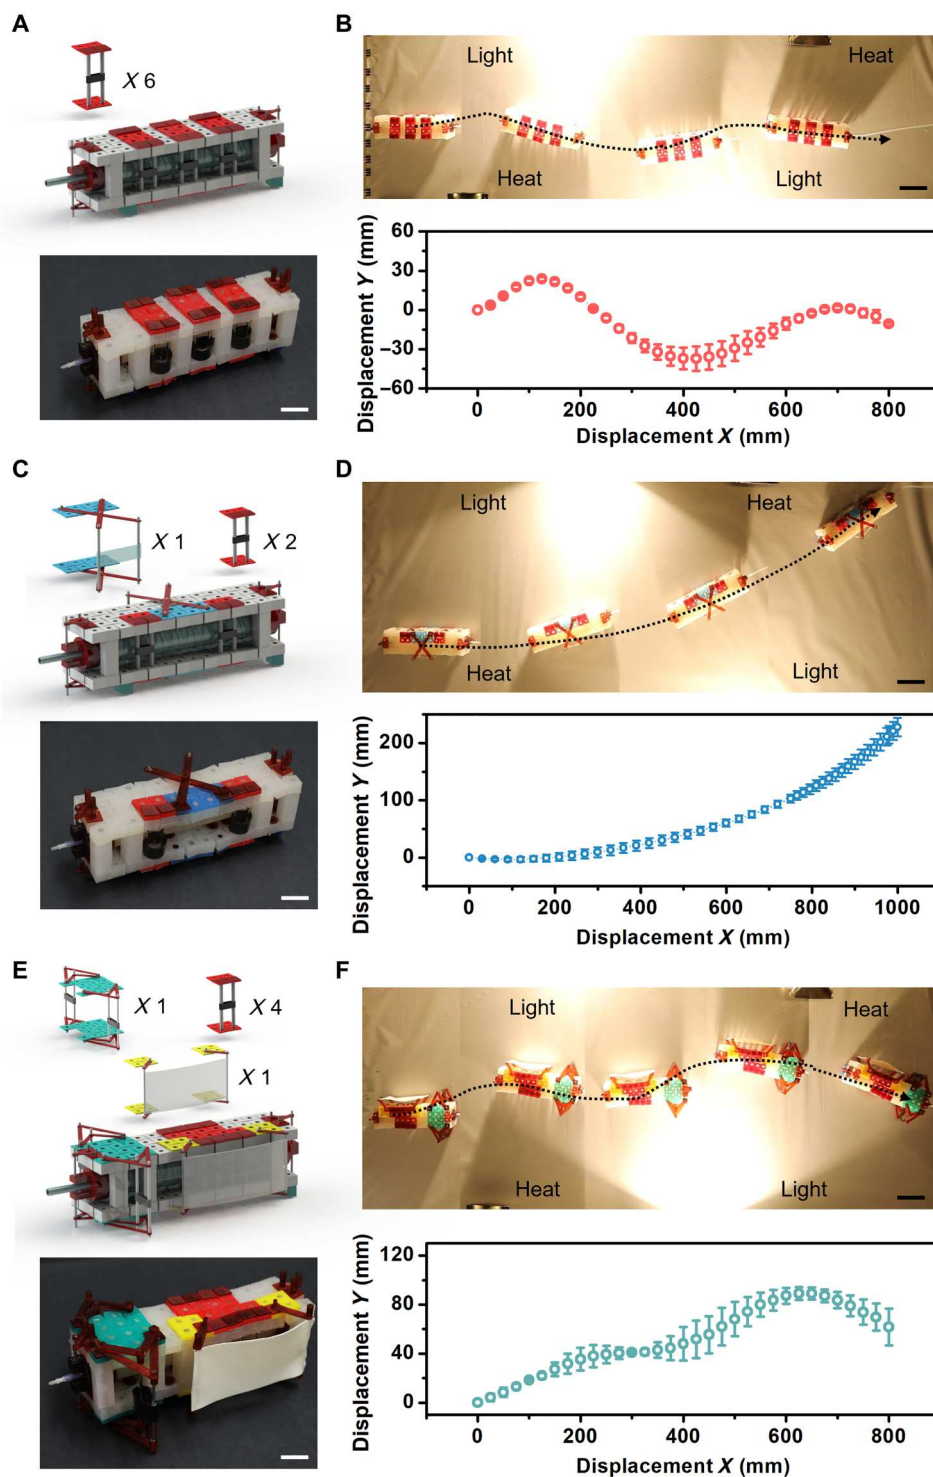 A
X 6
B
Light
Heat
Heat
Light
60
30
0
−30
−60
Displacement Y (mm)
0
200
400
600
800
Displacement X (mm)
C
X 1
X 2
D
Light
Heat
Heat
Light
200
100
0
Displacement Y (mm)
0
200
400
600
800
1000
Displacement X (mm)
E
X 1
X 4
X 1
F
Light
Heat
Heat
Light
120
80
40
0
Displacement Y (mm)
0
200
400
600
800
Displacement X (mm)